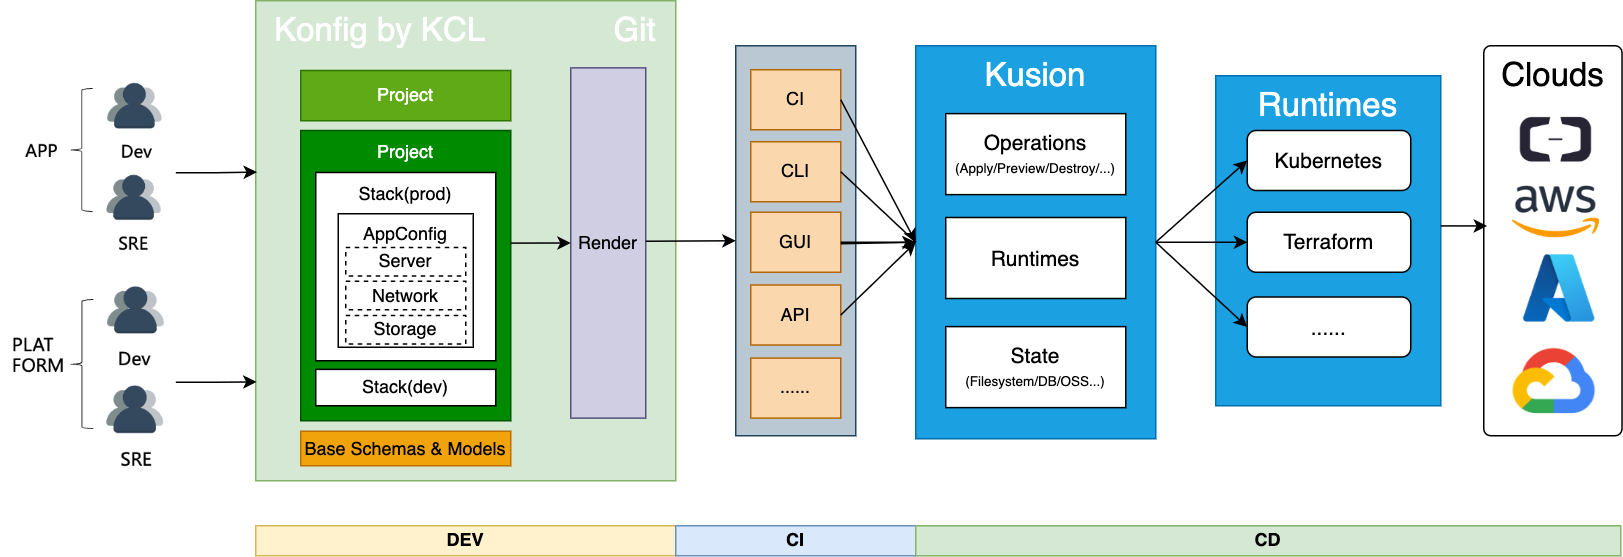 APP
Dev
SRE
PLAT
FORM
Dev
SRE
Konfig by KCL
Git
Project
Project
Stack(prod)
AppConfig
Server
Network
Storage
Stack(dev)
Base Schemas & Models
Render
CI
CLI
GUI
API
......
Kusion
Operations
(Apply/Preview/Destroy/...)
Runtimes
State
(Filesystem/DB/OSS...)
Runtimes
Kubernetes
Terraform
......
Clouds
aws
DEV
CI
CD